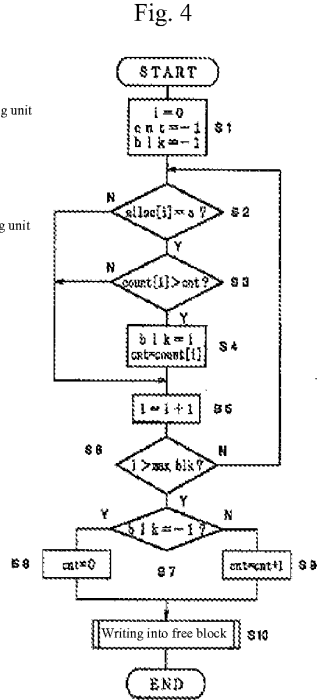 Fig. 4
START
g unit
i=0
cnt=-1
blk=-1
S1
N
alloc[i]=s?
S2
g unit
Y
N
count[i]>cnt?
S3
Y
blk=i
cnt=count[i]
S4
i=i+1
S5
S6
i>max blk?
N
Y
Y
blk=-1?
N
S8
cnt=0
S7
cnt=cnt+1
S9
Writing into free block
S10
END